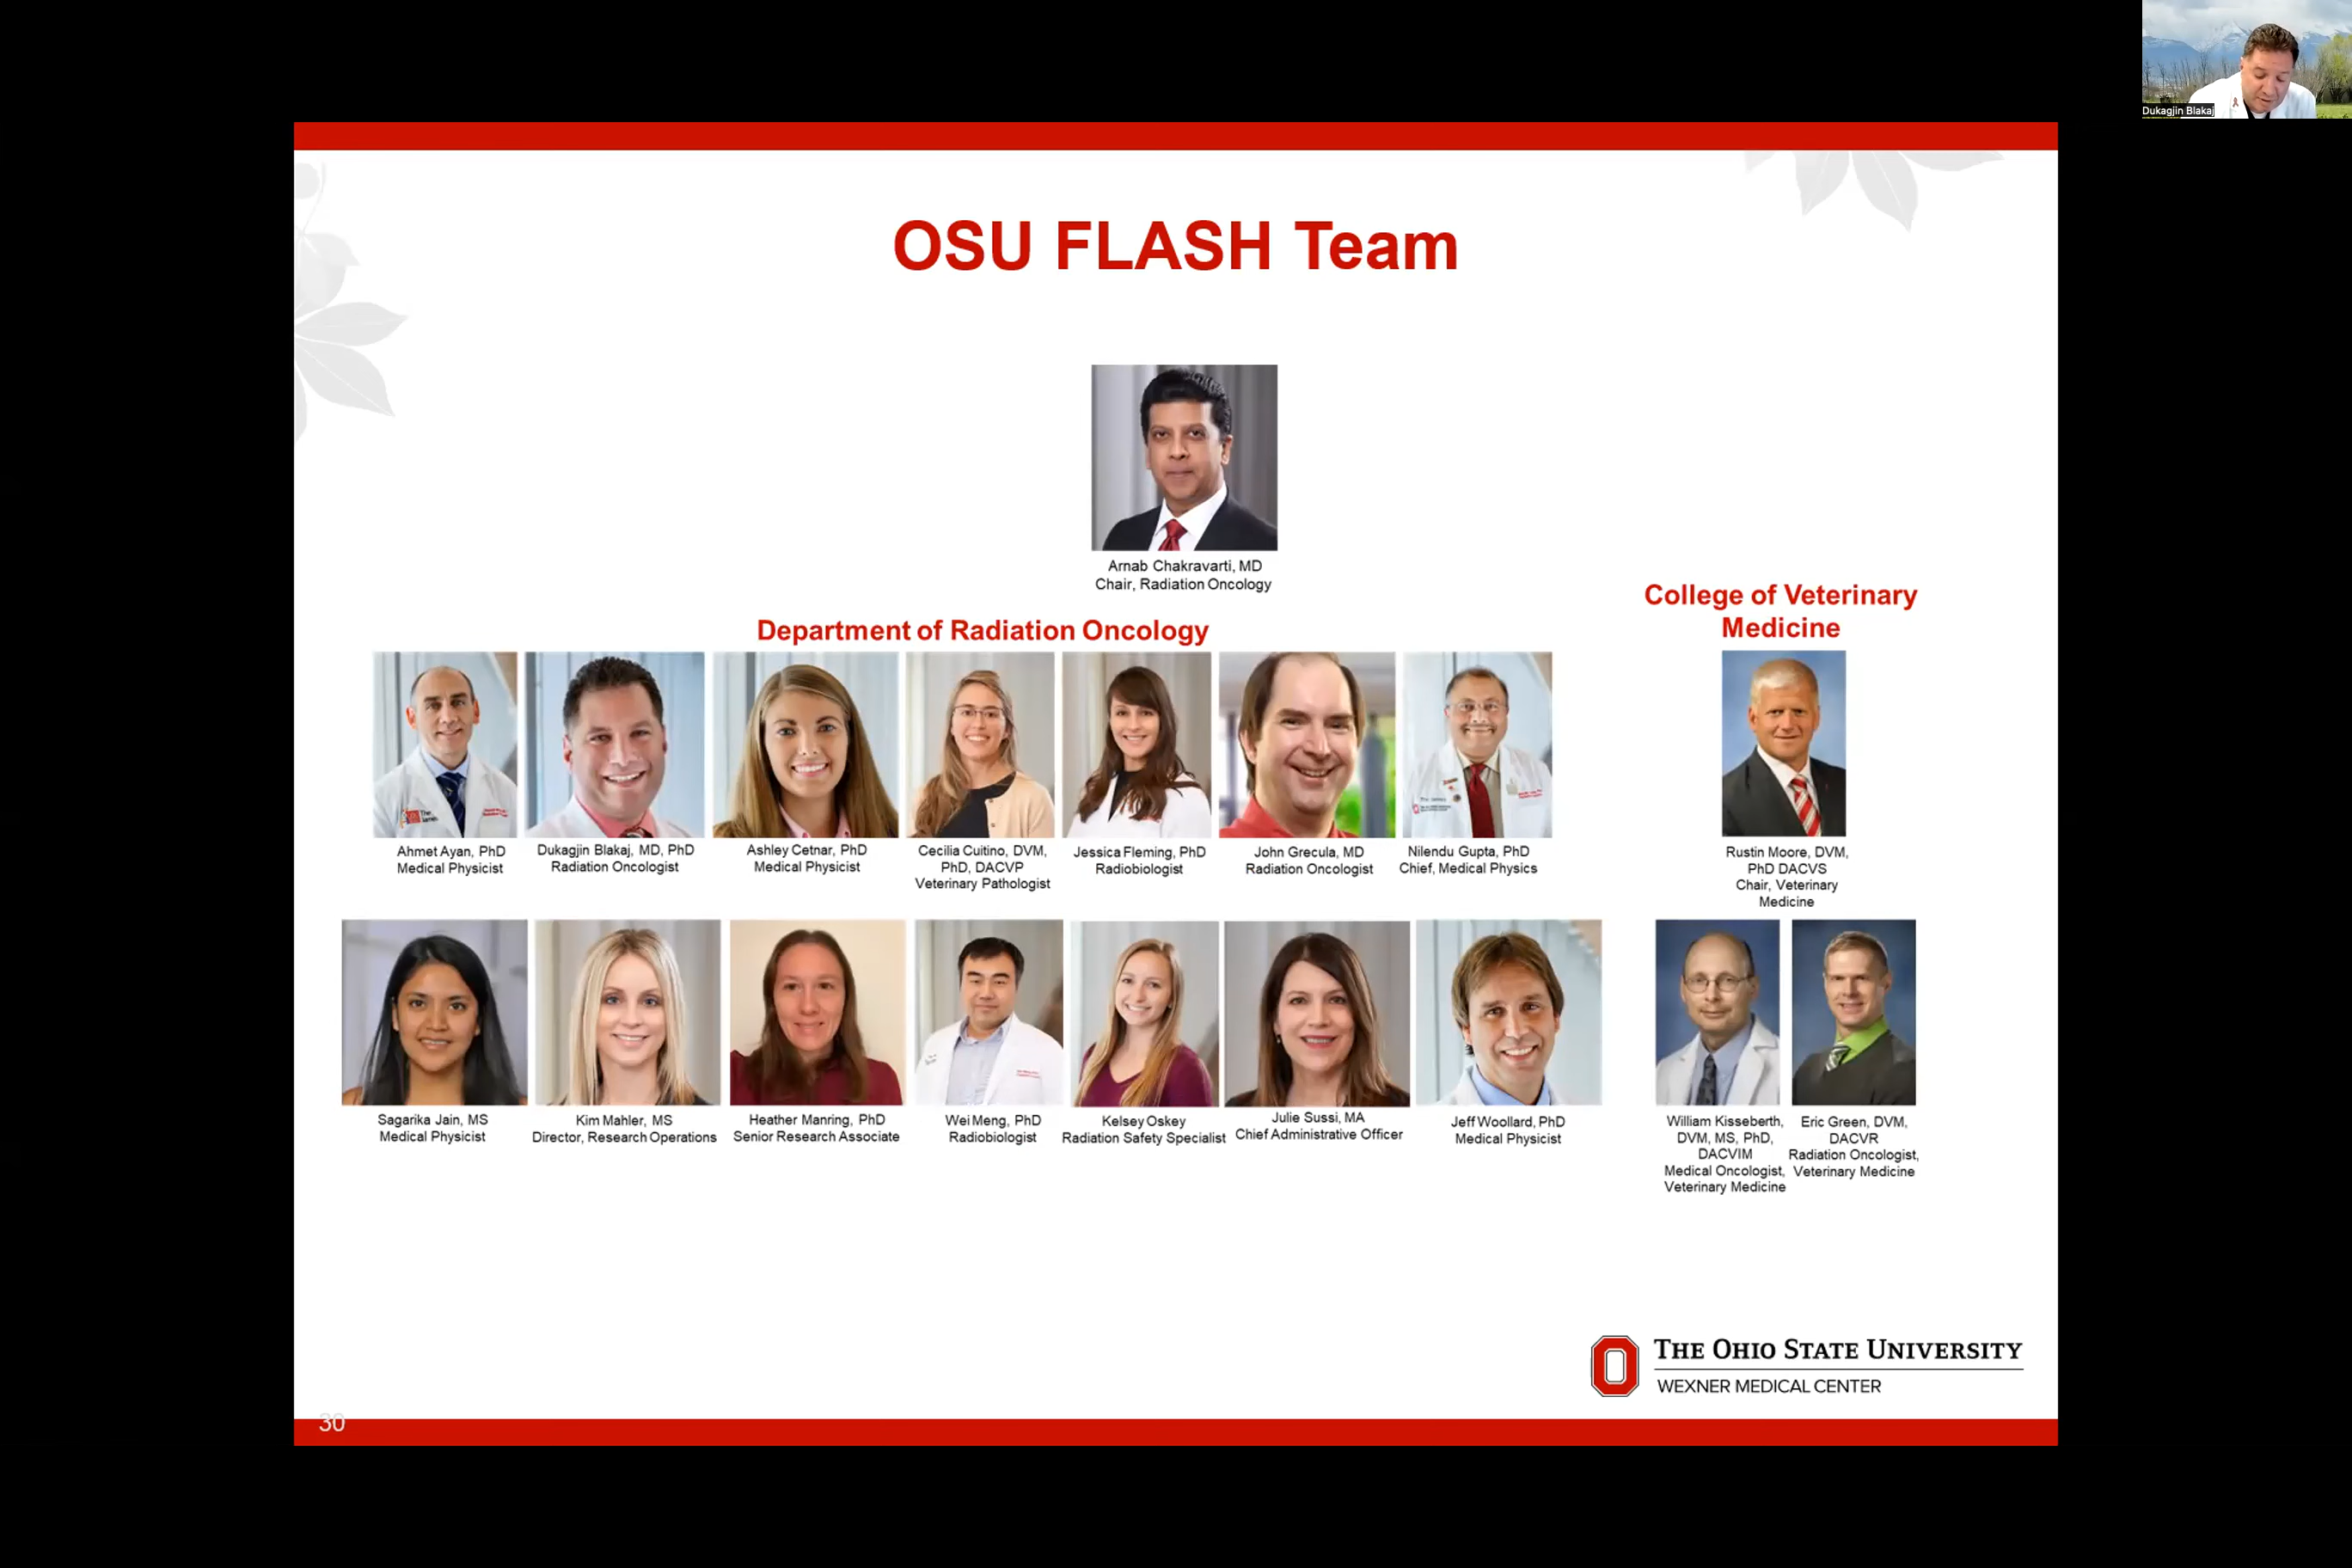 Dukagjin Blakaj
OSU FLASH Team
Arnab Chakravarti, MD
Chair, Radiation Oncology
Department of Radiation Oncology
Ahmet Ayan, PhD
Medical Physicist
Dukagjin Blakaj, MD, PhD
Radiation Oncologist
Ashley Cetnar, PhD
Medical Physicist
Cecilia Cuitino, DVM,
PhD, DACVP
Veterinary Pathologist
Jessica Fleming, PhD
Radiobiologist
John Grecula, MD
Radiation Oncologist
Nilendu Gupta, PhD
Chief, Medical Physics
Sagarika Jain, MS
Medical Physicist
Kim Mahler, MS
Director, Research Operations
Heather Manring, PhD
Senior Research Associate
Wei Meng, PhD
Radiobiologist
Kelsey Oskey
Radiation Safety Specialist
Julie Sussi, MA
Chief Administrative Officer
Jeff Woollard, PhD
Medical Physicist
College of Veterinary
Medicine
Rustin Moore, DVM,
PhD DACVS
Chair, Veterinary
Medicine
William Kisseberth,
DVM, MS, PhD,
DACVIM
Medical Oncologist,
Veterinary Medicine
Eric Green, DVM,
DACVR
Radiation Oncologist,
Veterinary Medicine
THE OHIO STATE UNIVERSITY
WEXNER MEDICAL CENTER
30